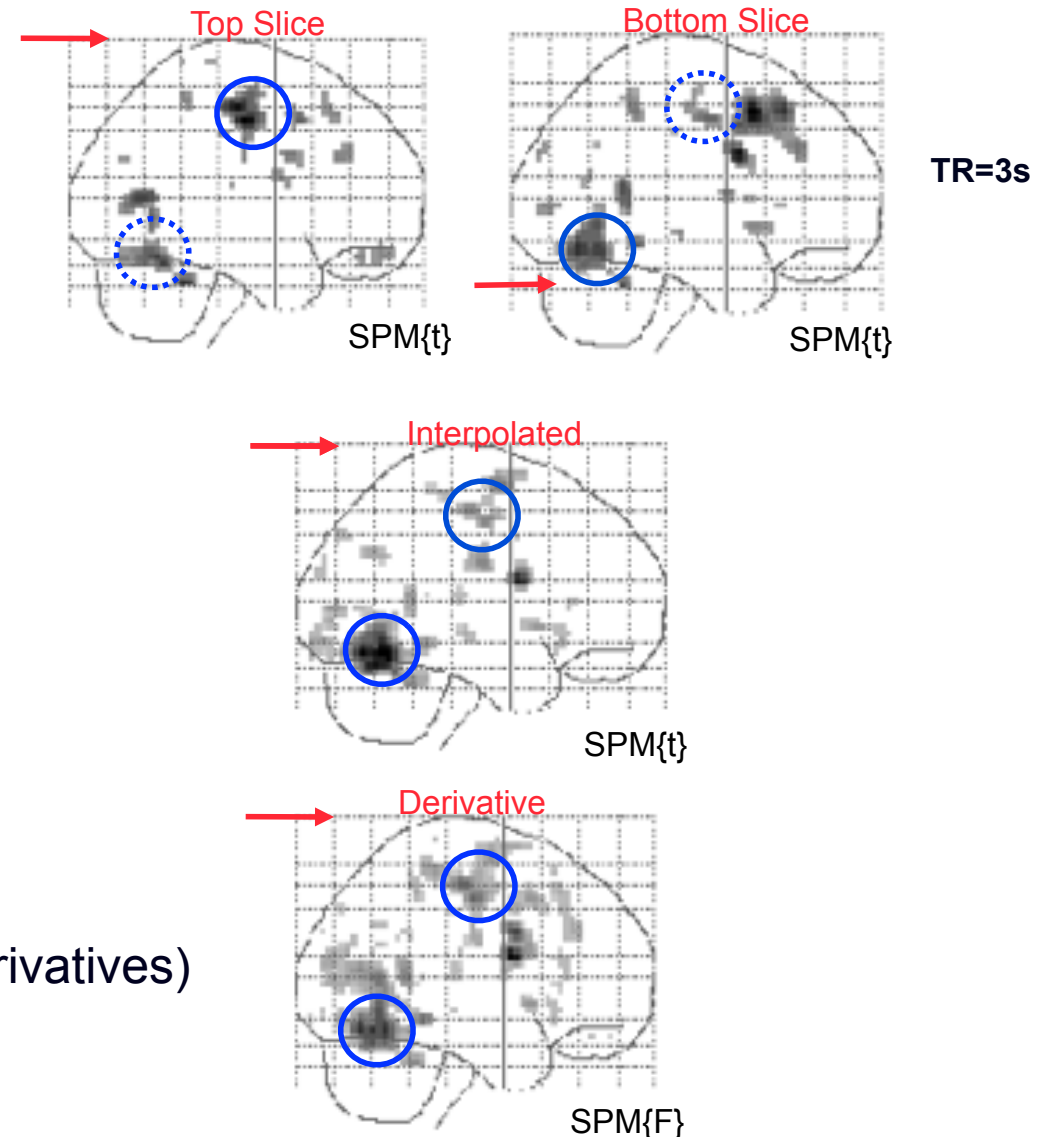 Top Slice
Bottom Slice
TR=3s
SPM{t}
SPM{t}
Interpolated
SPM{t}
Derivative
rivatives)
SPM{F}